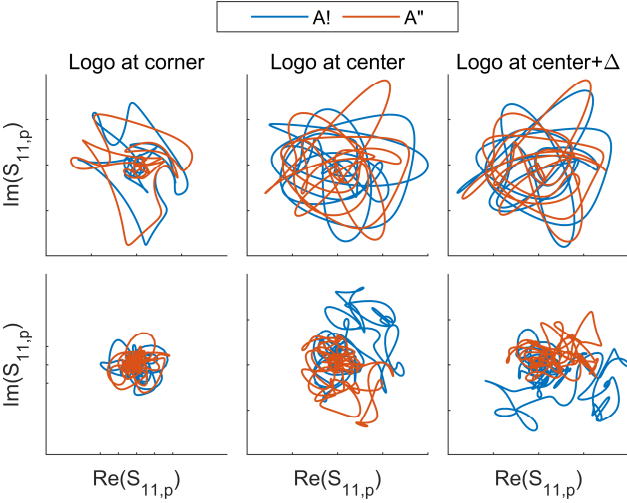 A! A"
Logo at corner Logo at center Logo at center+Δ
Im(S11,p)
Im(S11,p)
Re(S11,p) Re(S11,p) Re(S11,p)